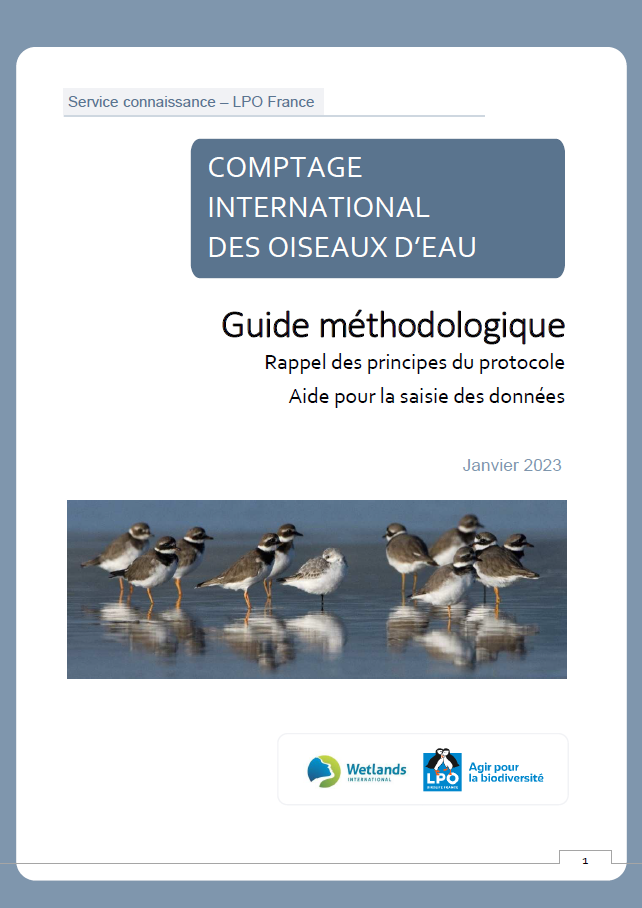 Service connaissance – LPO France
COMPTAGE
INTERNATIONAL
DES OISEAUX D’EAU
Guide méthodologique
Rappel des principes du protocole
Aide pour la saisie des données
Janvier 2023
Wetlands
INTERNATIONAL
LPO
Agir pour
la biodiversité
1